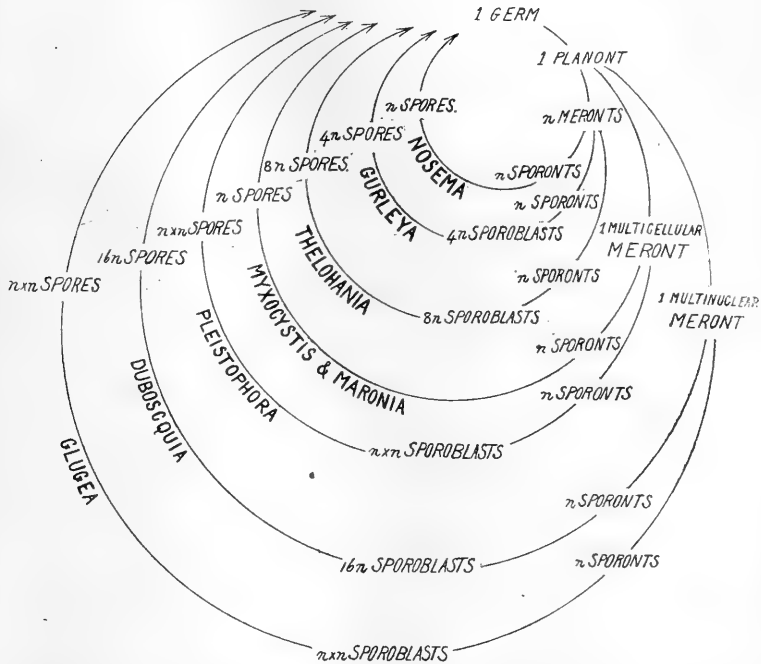 1 GERM
1 PLANONT
n SPORES.
n MERONTS
4n SPORES
NOSEMA
8n SPORES.
GURLEYA
n SPORONTS
n SPORES
n SPORONTS
n×n SPORES
4n SPOROBLASTS
1 MULTICELLULAR
MERONT
16n SPORES
THELOHANIA
n SPORONTS
n×n SPORES
1 MULTINUCLEAR
MERONT
8n SPOROBLASTS
MYXOCYSTIS & MARONIA
n SPORONTS
PLEISTOPHORA
n SPORONTS
DUBOSCQUIA
n×n SPOROBLASTS
GLUGEA
n SPORONTS
16n SPOROBLASTS
n SPORONTS
n×n SPOROBLASTS